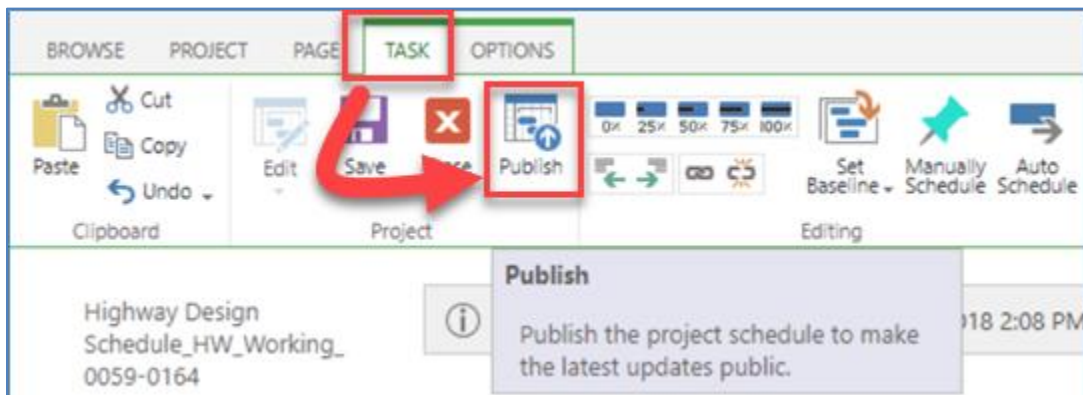 BROWSE PROJECT PAGE TASK OPTIONS
Cut
Copy
Undo
Paste
Edit
Save
Publish
0% 25% 50% 75% 100%
Set
Baseline
Manually
Schedule
Auto
Schedule
Clipboard
Project
Editing
Publish
Publish the project schedule to make
the latest updates public.
Highway Design
Schedule_HW_Working_
0059-0164
2:08 PM